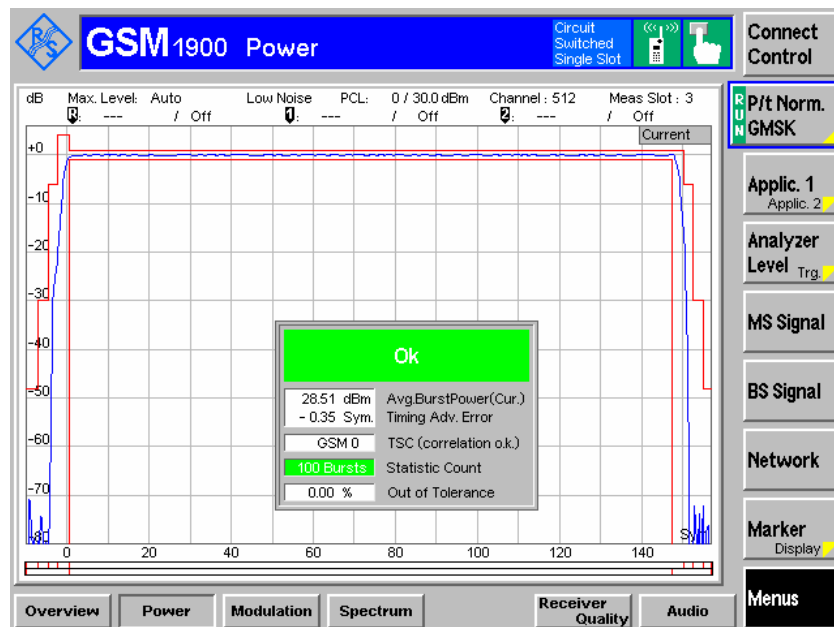 R&S
GSM 1900 Power
Circuit
Switched
Single Slot
Connect
Control
dB Max. Level: Auto Low Noise PCL: 0 / 30.0 dBm Channel : 512 Meas Slot : 3
R: --- / Off 1: --- / Off 2: --- / Off
Current
RUN
P/t Norm.
GMSK
Applic. 1
Applic. 2
Analyzer
Level Trg.
MS Signal
BS Signal
Network
Marker
Display
Menus
+0
-10
-20
-30
-40
-50
-60
-70
-80
Ok
28.51 dBm Avg.BurstPower(Cur.)
- 0.35 Sym. Timing Adv. Error
GSM 0 TSC (correlation o.k.)
100 Bursts Statistic Count
0.00 % Out of Tolerance
0 20 40 60 80 100 120 140
Overview Power Modulation Spectrum Receiver Quality Audio